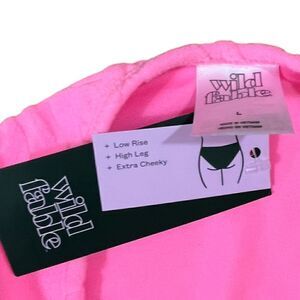 wild
fable
L
+ Low Rise
+ High Leg
+ Extra Cheeky
wild
fable